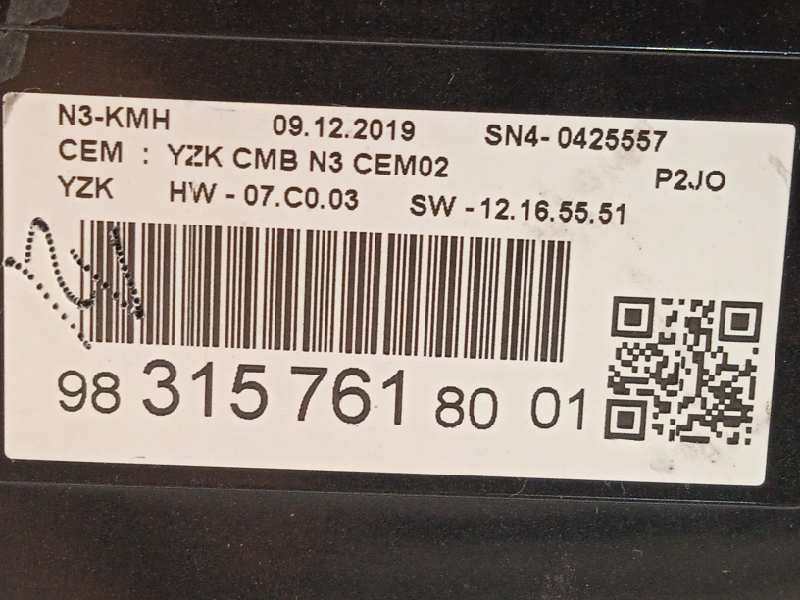 N3-KMH 09.12.2019 SN4-0425557
CEM : YZK CMB N3 CEM02 P2JO
YZK HW-07.C0.03 SW-12.16.55.51
98 315 761 80 01